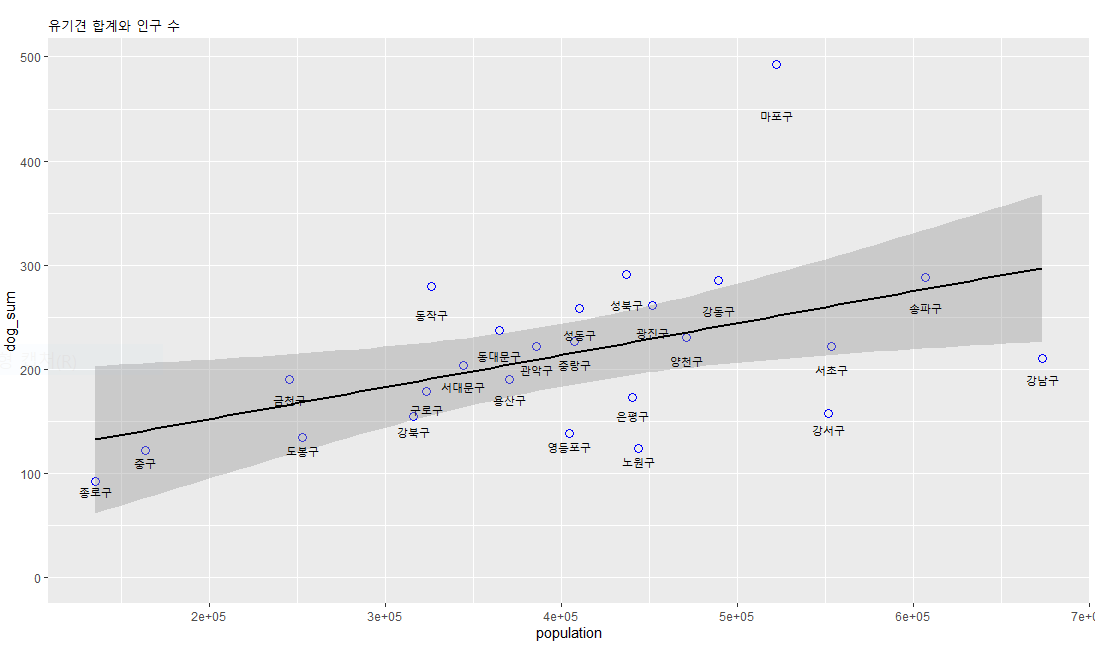 유기견 합계와 인구 수
500
400
300
200
100
0
dog_sum
마포구
동작구
성북구
강동구
송파구
성동구
광진구
동대문구
중랑구
양천구
관악구
서초구
강남구
서대문구
금천구
용산구
구로구
은평구
강북구
강서구
도봉구
영등포구
노원구
중구
종로구
2e+05
3e+05
4e+05
5e+05
6e+05
population